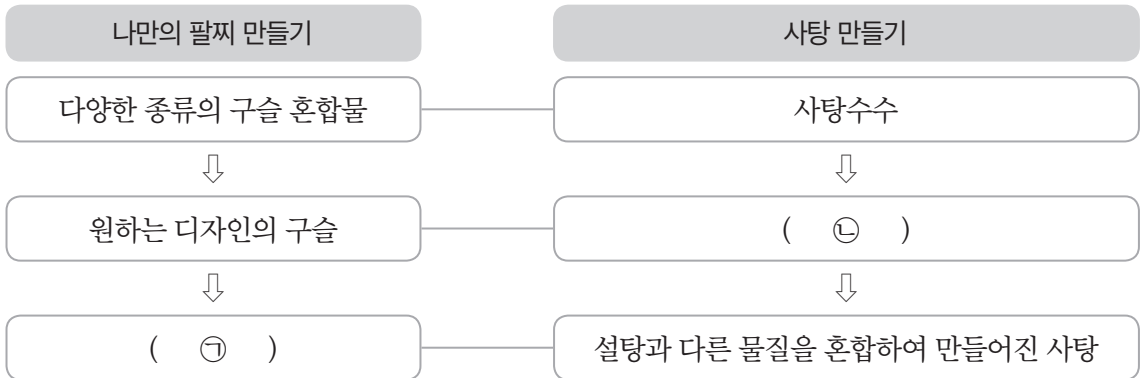 나만의 팔찌 만들기
사탕 만들기
다양한 종류의 구슬 혼합물
사탕수수
⇩
⇩
원하는 디자인의 구슬
( ㉡ )
⇩
⇩
( ㉠ )
설탕과 다른 물질을 혼합하여 만들어진 사탕